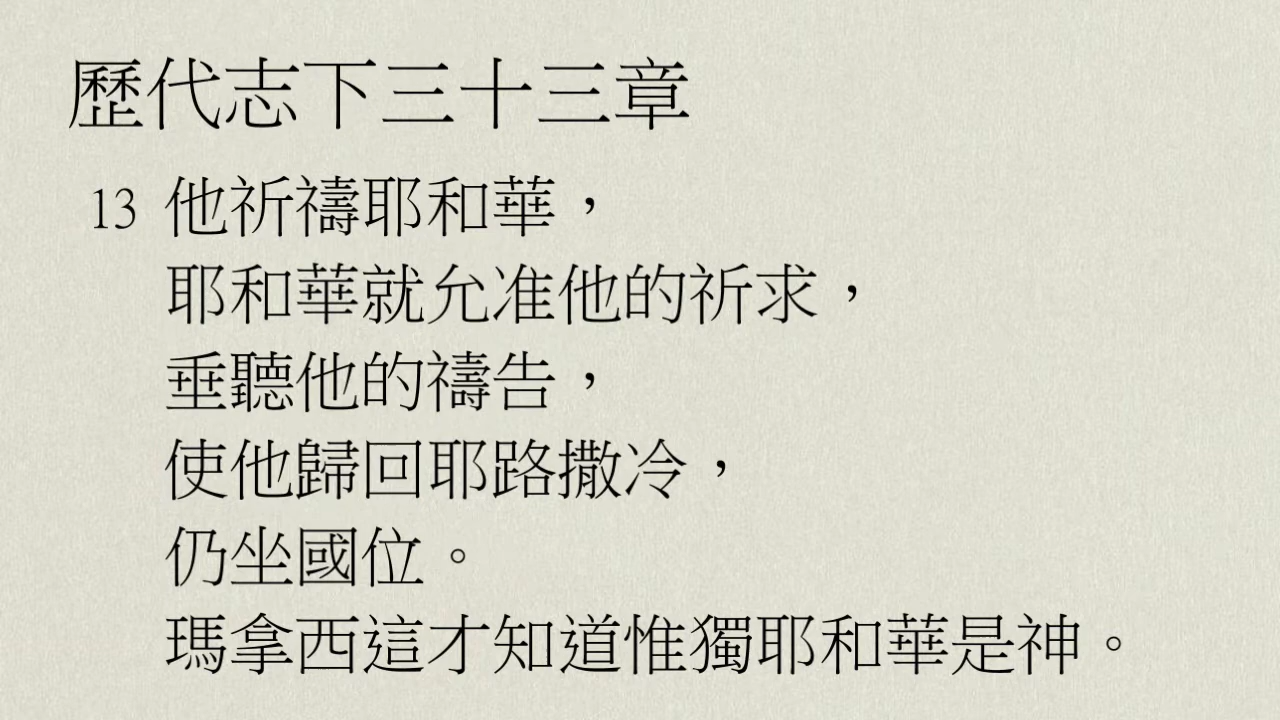 歷代志下三十三章
13 他祈禱耶和華，
耶和華就允准他的祈求，
垂聽他的禱告，
使他歸回耶路撒冷，
仍坐國位。
瑪拿西這才知道惟獨耶和華是神。